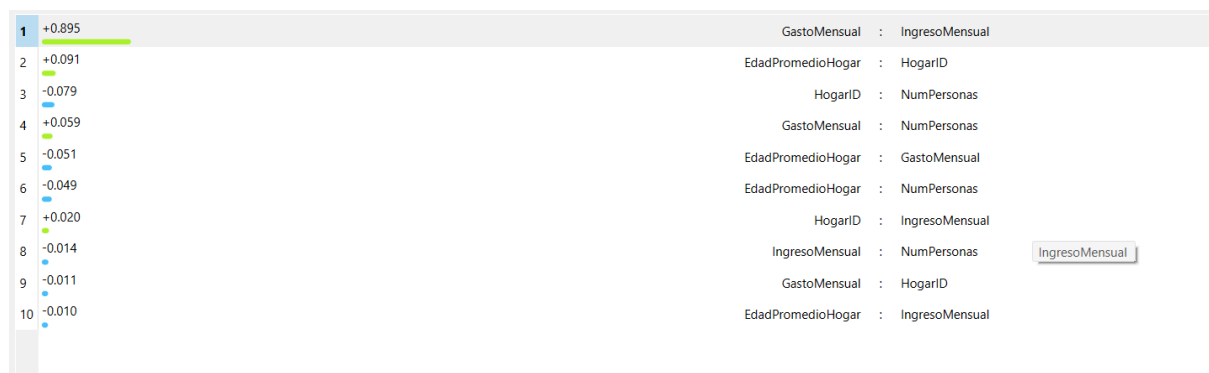 1 +0.895 GastoMensual : IngresoMensual
2 +0.091 EdadPromedioHogar : HogarID
3 -0.079 HogarID : NumPersonas
4 +0.059 GastoMensual : NumPersonas
5 -0.051 EdadPromedioHogar : GastoMensual
6 -0.049 EdadPromedioHogar : NumPersonas
7 +0.020 HogarID : IngresoMensual
8 -0.014 IngresoMensual : NumPersonas IngresoMensual
9 -0.011 GastoMensual : HogarID
10 -0.010 EdadPromedioHogar : IngresoMensual